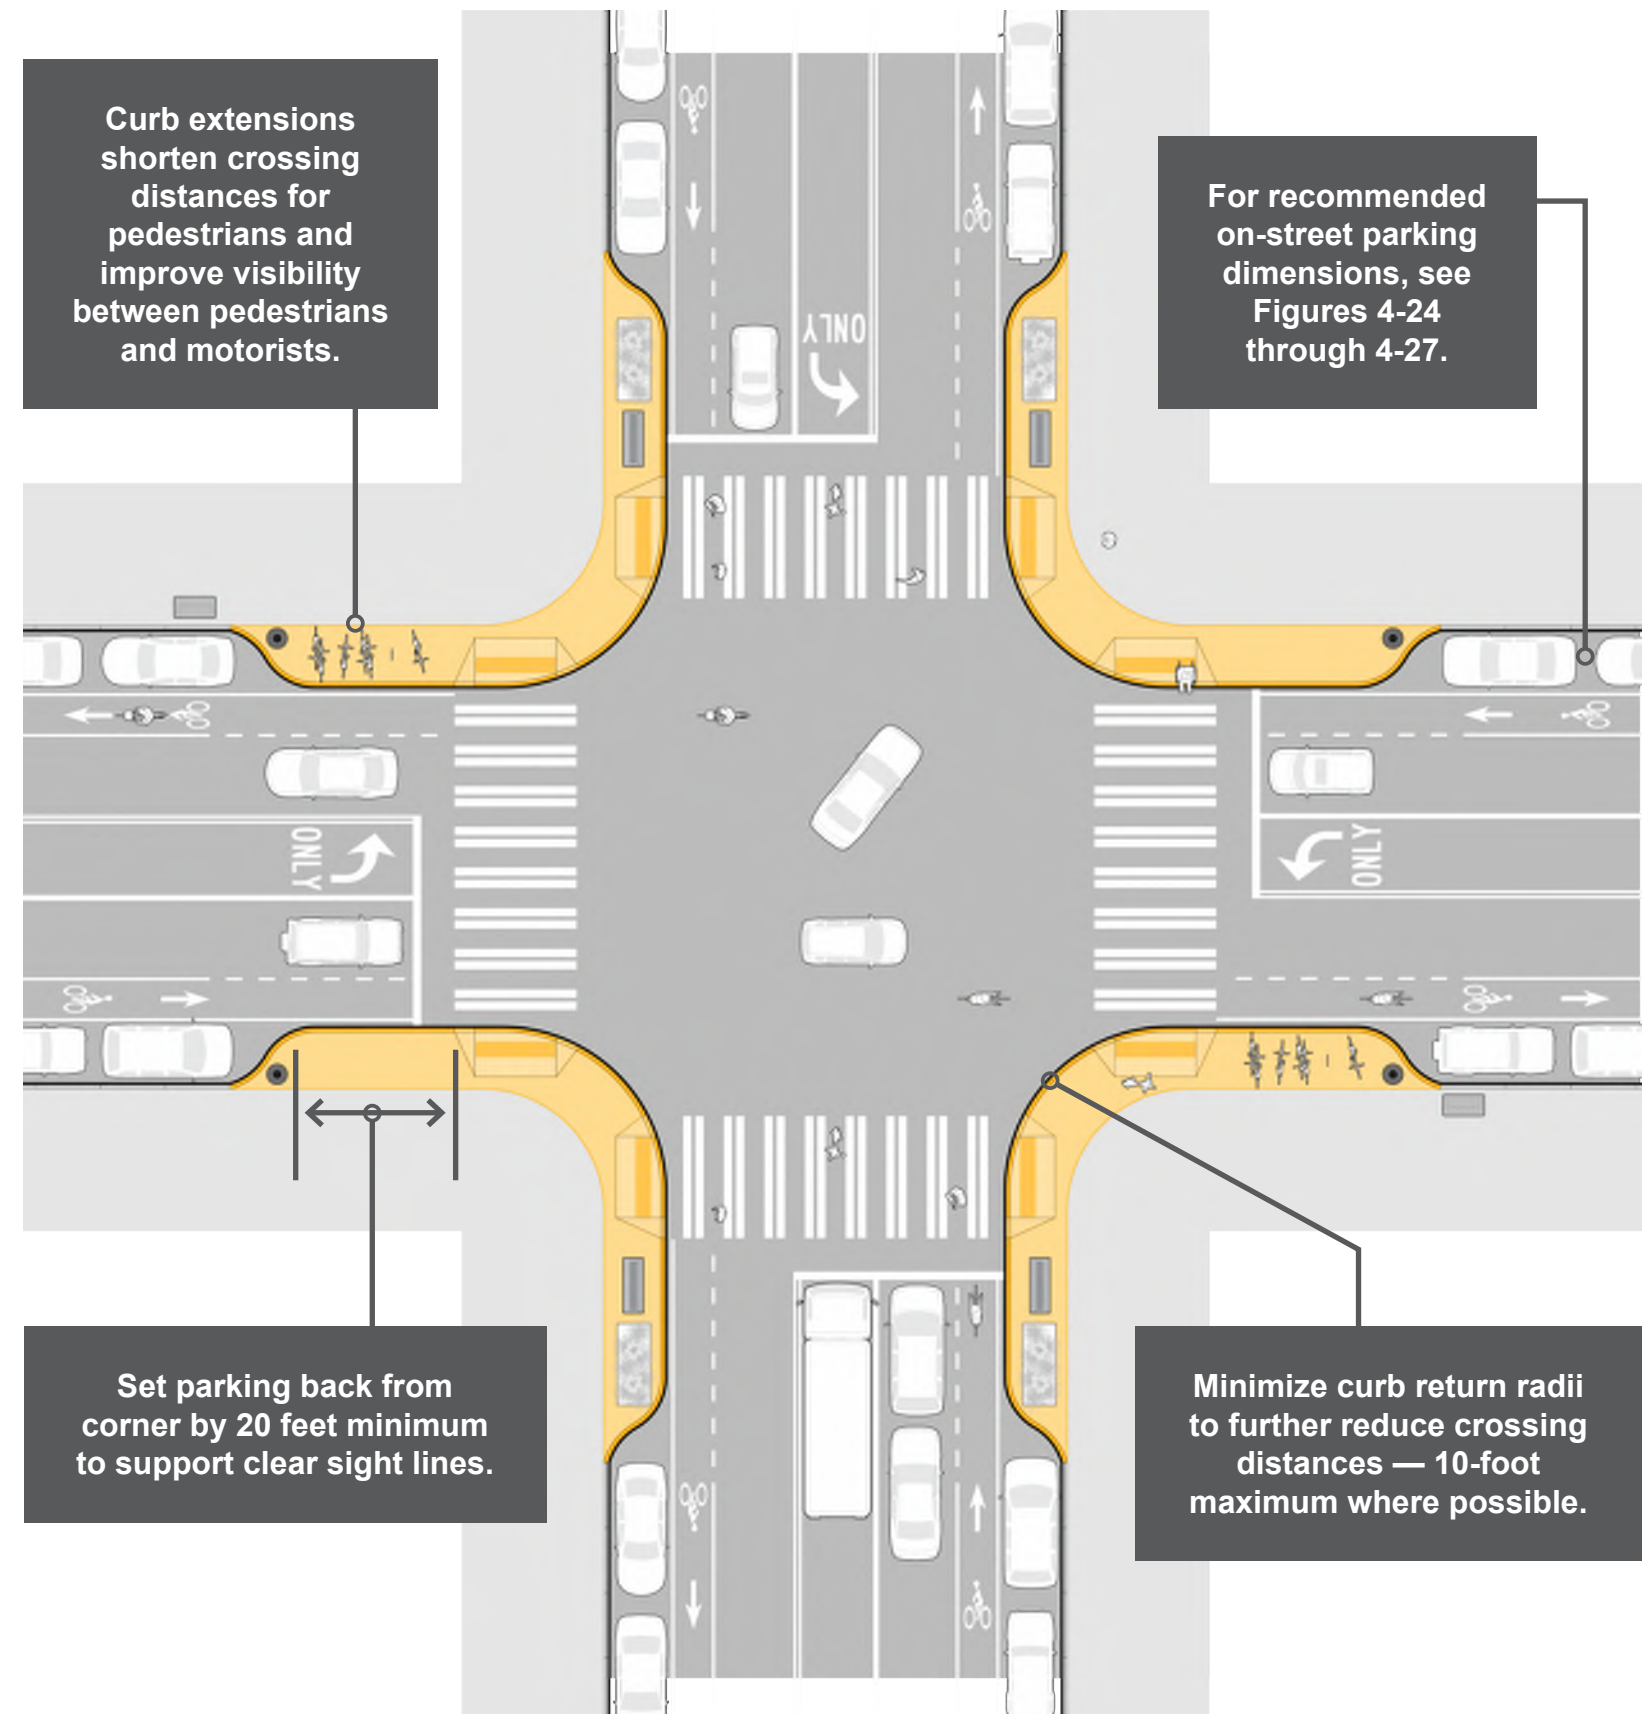 Curb extensions
shorten crossing
distances for
pedestrians and
improve visibility
between pedestrians
and motorists.
For recommended
on-street parking
dimensions, see
Figures 4-24
through 4-27.
ONLY
ONLY
ONLY
Set parking back from
corner by 20 feet minimum
to support clear sight lines.
Minimize curb return radii
to further reduce crossing
distances — 10-foot
maximum where possible.